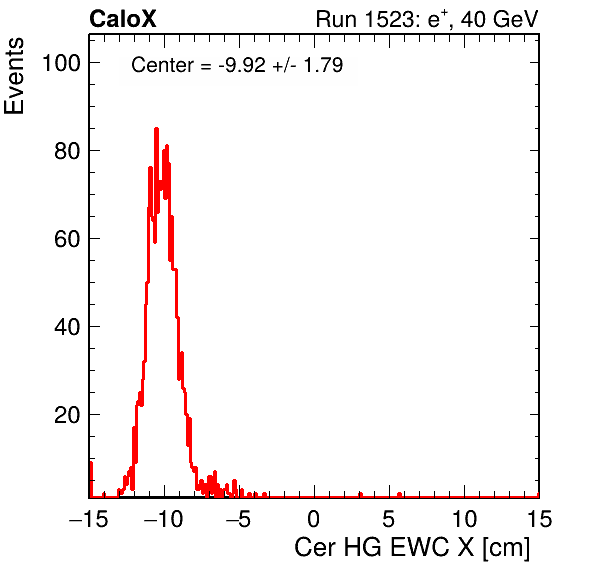 CaloX Run 1523: e⁺, 40 GeV
Events
Center = -9.92 +/- 1.79
100
80
60
40
20
−15 −10 −5 0 5 10 15
Cer HG EWC X [cm]